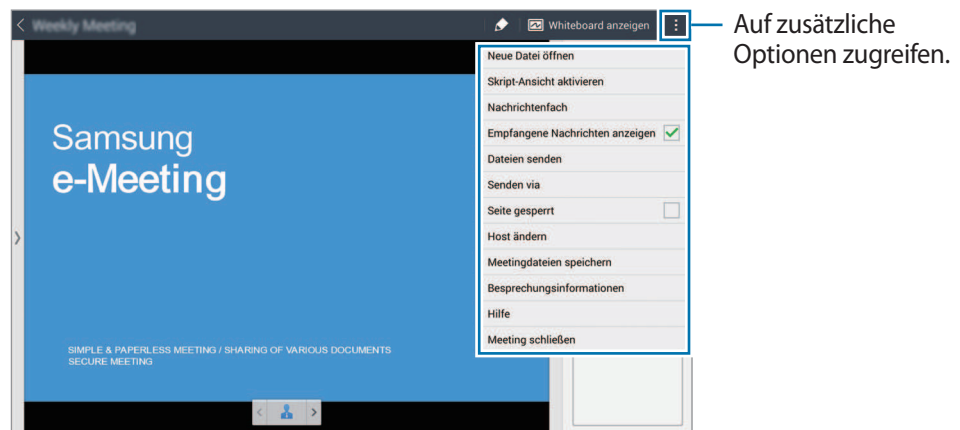 Weekly Meeting
Whiteboard anzeigen
Auf zusätzliche
Optionen zugreifen.
Neue Datei öffnen
Skript-Ansicht aktivieren
Nachrichtenfach
Empfangene Nachrichten anzeigen
Dateien senden
Senden via
Seite gesperrt
Host ändern
Meetingdateien speichern
Besprechungsinformationen
Hilfe
Meeting schließen
Samsung
e-Meeting
SIMPLE & PAPERLESS MEETING / SHARING OF VARIOUS DOCUMENTS
SECURE MEETING